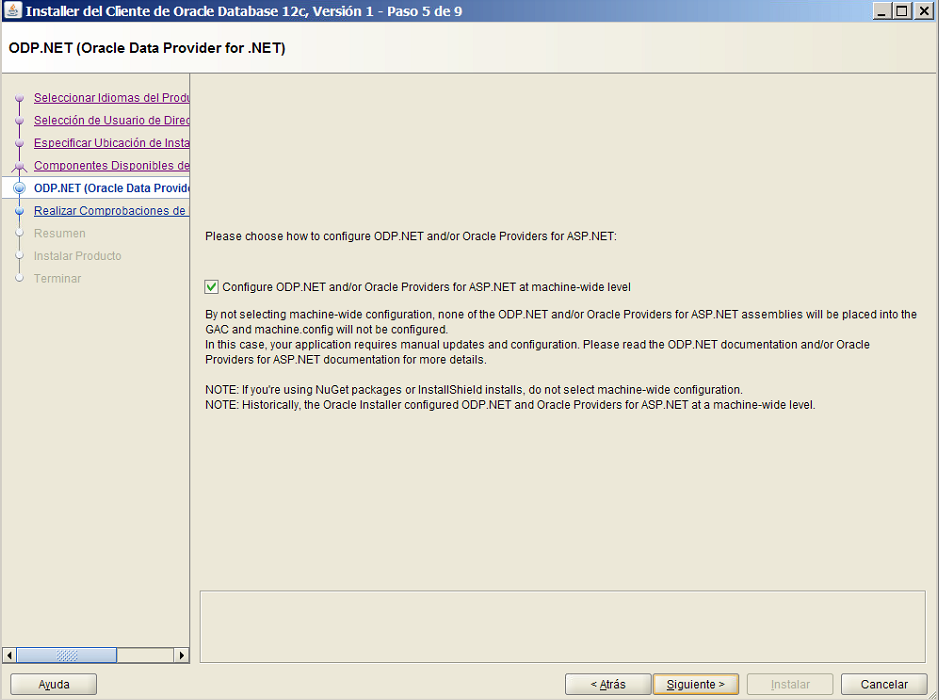 Installer del Cliente de Oracle Database 12c, Versión 1 - Paso 5 de 9
ODP.NET (Oracle Data Provider for .NET)
Seleccionar Idiomas del Produ
Selección de Usuario de Direc
Especificar Ubicación de Insta
Componentes Disponibles de
ODP.NET (Oracle Data Provide
Realizar Comprobaciones de
Resumen
Instalar Producto
Terminar
Please choose how to configure ODP.NET and/or Oracle Providers for ASP.NET:
Configure ODP.NET and/or Oracle Providers for ASP.NET at machine-wide level
By not selecting machine-wide configuration, none of the ODP.NET and/or Oracle Providers for ASP.NET assemblies will be placed into the
GAC and machine.config will not be configured.
In this case, your application requires manual updates and configuration. Please read the ODP.NET documentation and/or Oracle
Providers for ASP.NET documentation for more details.
NOTE: If you're using NuGet packages or InstallShield installs, do not select machine-wide configuration.
NOTE: Historically, the Oracle Installer configured ODP.NET and Oracle Providers for ASP.NET at a machine-wide level.
Ayuda
< Atrás
Siguiente >
Instalar
Cancelar